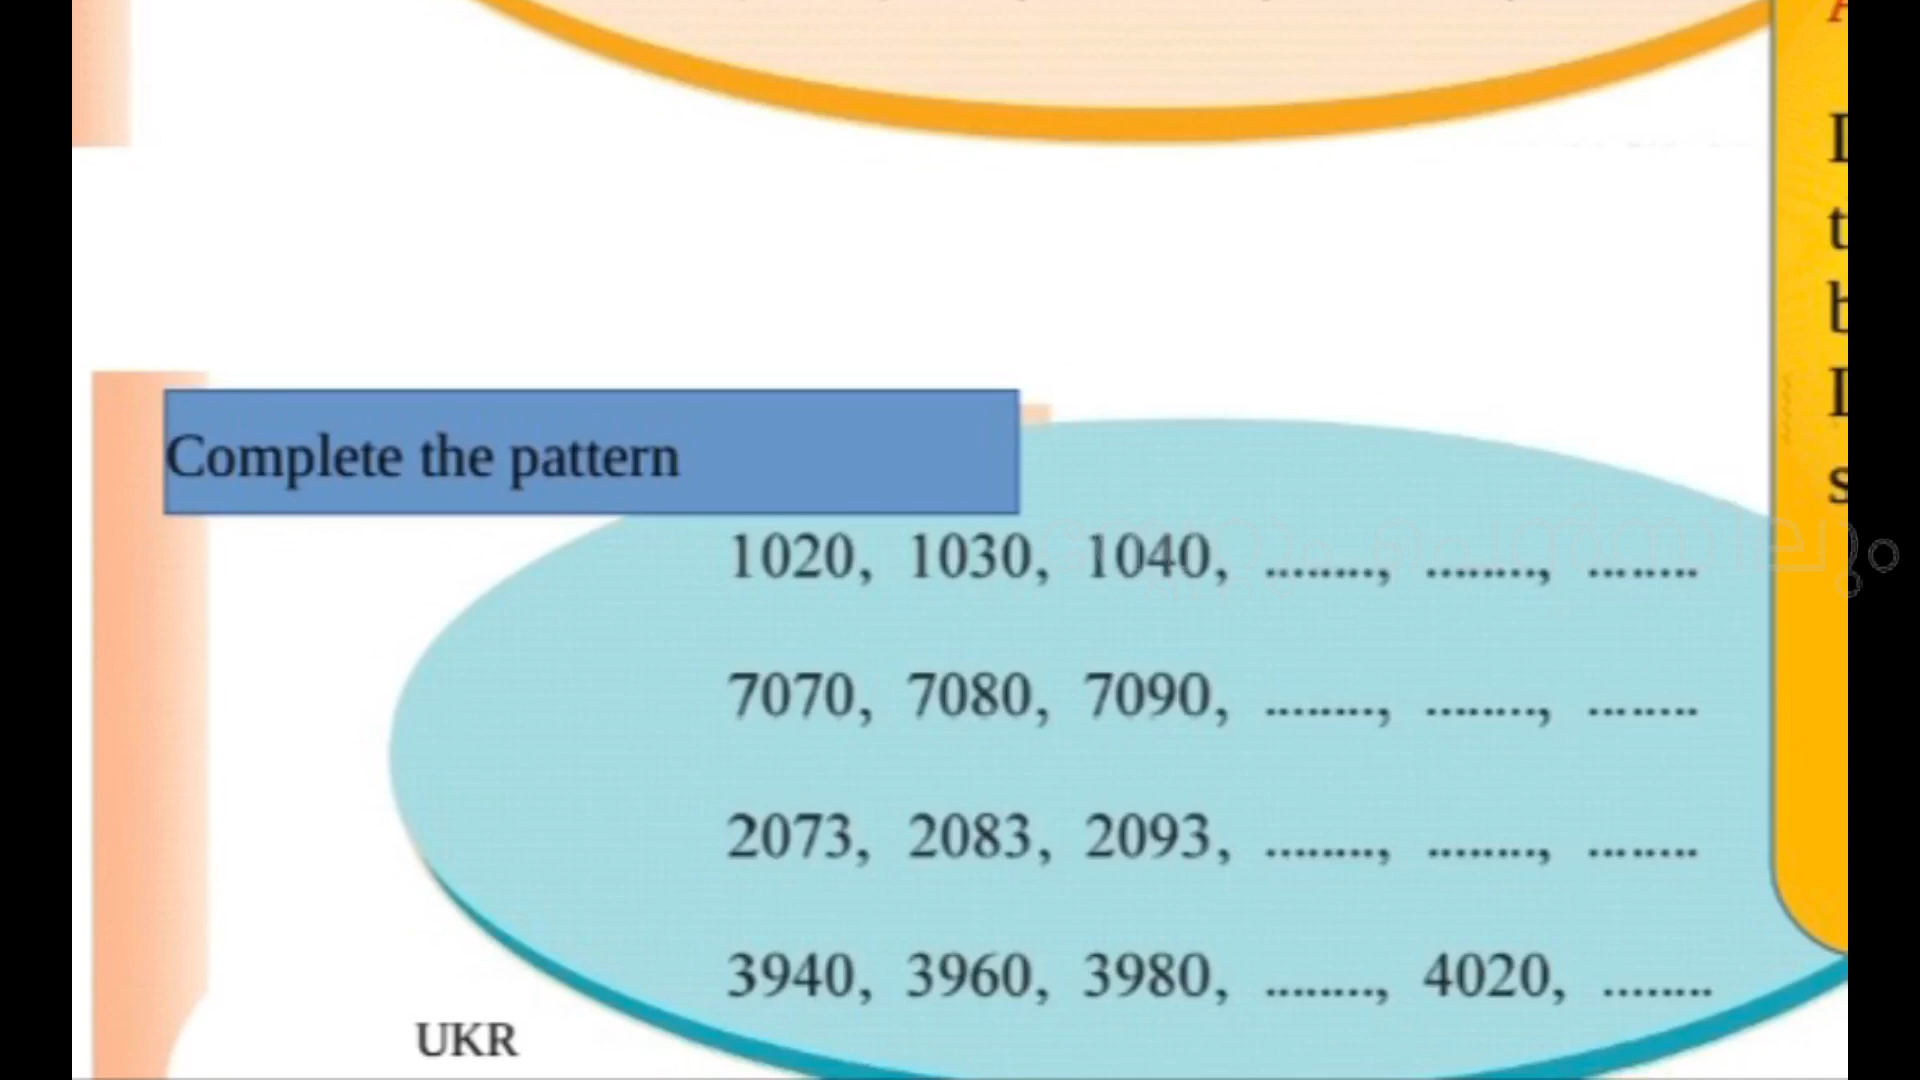 Complete the pattern
1020, 1030, 1040, ........, ........, ........
7070, 7080, 7090, ........, ........, ........
2073, 2083, 2093, ........, ........, ........
3940, 3960, 3980, ........, 4020, ........
UKR